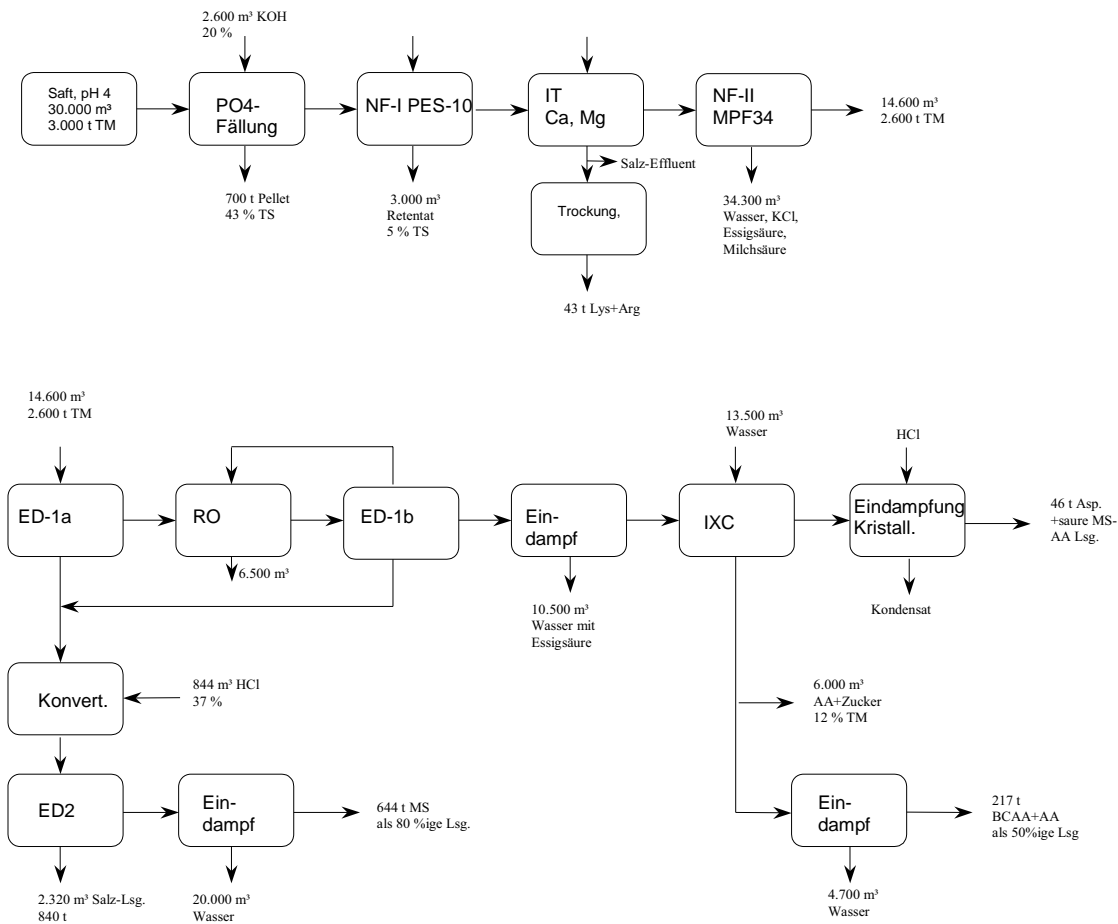 2.600 m³ KOH
20 %
Saft, pH 4
30.000 m³
3.000 t TM
PO4-
Fällung
NF-I PES-10
IT
Ca, Mg
NF-II
MPF34
14.600 m³
2.600 t TM
700 t Pellet
43 % TS
3.000 m³
Retentat
5 % TS
Salz-Effluent
Trockung,
34.300 m³
Wasser, KCl,
Essigsäure,
Milchsäure
43 t Lys+Arg
14.600 m³
2.600 t TM
13.500 m³
Wasser
HCl
ED-1a
RO
ED-1b
Ein-
dampf
IXC
Eindampfung
Kristall.
46 t Asp.
+saure MS-
AA Lsg.
6.500 m³
10.500 m³
Wasser mit
Essigsäure
Kondensat
Konvert.
844 m³ HCl
37 %
6.000 m³
AA+Zucker
12 % TM
ED2
Ein-
dampf
644 t MS
als 80 %ige Lsg.
Ein-
dampf
217 t
BCAA+AA
als 50%ige Lsg
2.320 m³ Salz-Lsg.
840 t
20.000 m³
Wasser
4.700 m³
Wasser